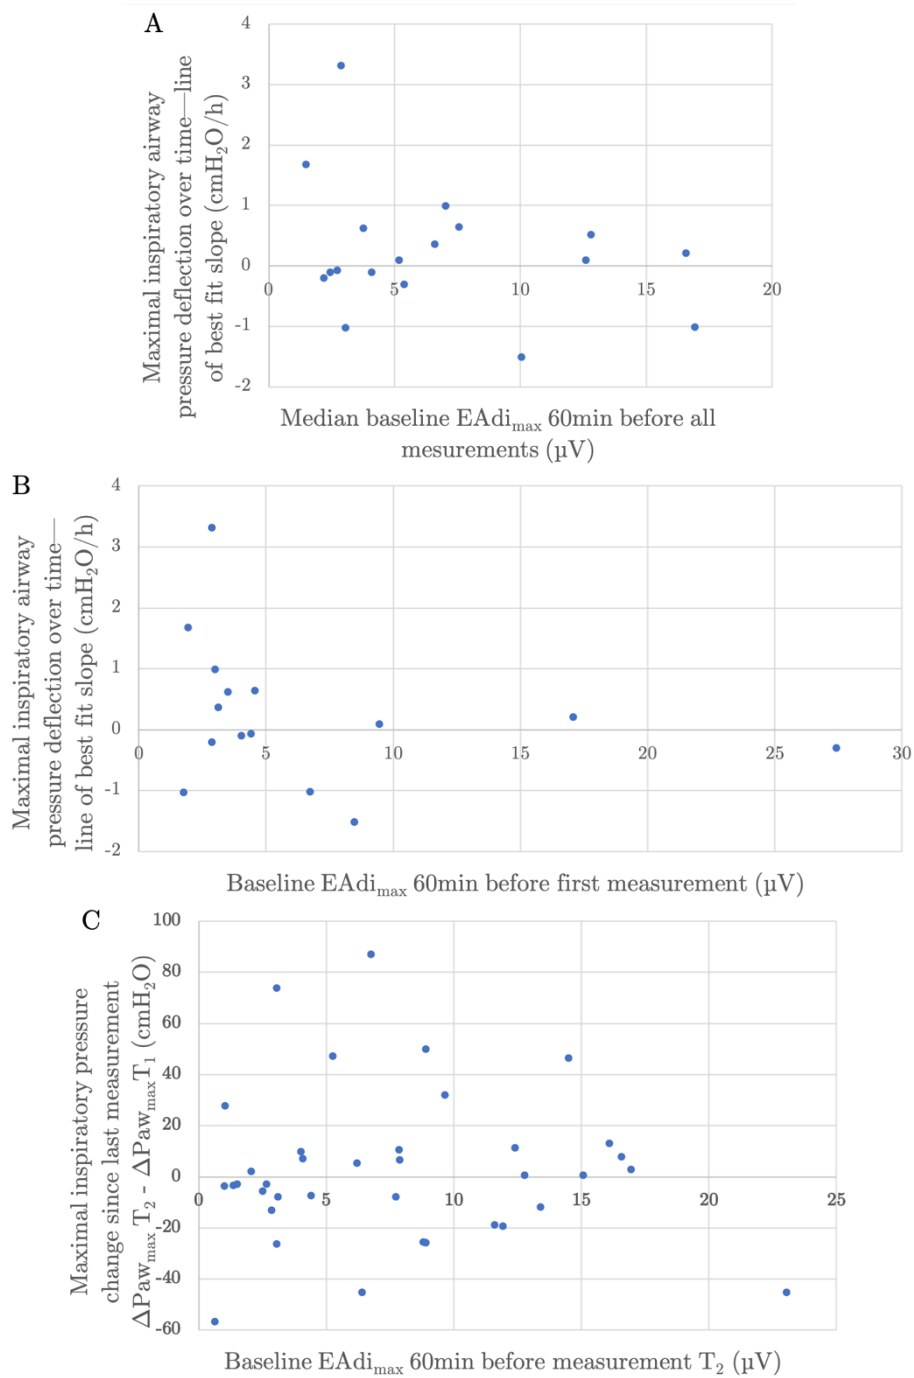 A
Maximal inspiratory airway
pressure deflection over time—line
of best fit slope (cmH₂O/h)
4
3
2
1
0
-1
-2
0 5 10 15 20
Median baseline EAdiₘₐₓ 60min before all
mesurements (µV)
B
Maximal inspiratory airway
pressure deflection over time—
line of best fit slope (cmH₂O/h)
4
3
2
1
0
-1
-2
0 5 10 15 20 25 30
Baseline EAdiₘₐₓ 60min before first measurement (µV)
C
Maximal inspiratory pressure
change since last measurement
ΔPawₘₐₓT₂ - ΔPawₘₐₓT₁ (cmH₂O)
100
80
60
40
20
0
-20
-40
-60
0 5 10 15 20 25
Baseline EAdiₘₐₓ 60min before measurement T₂ (µV)